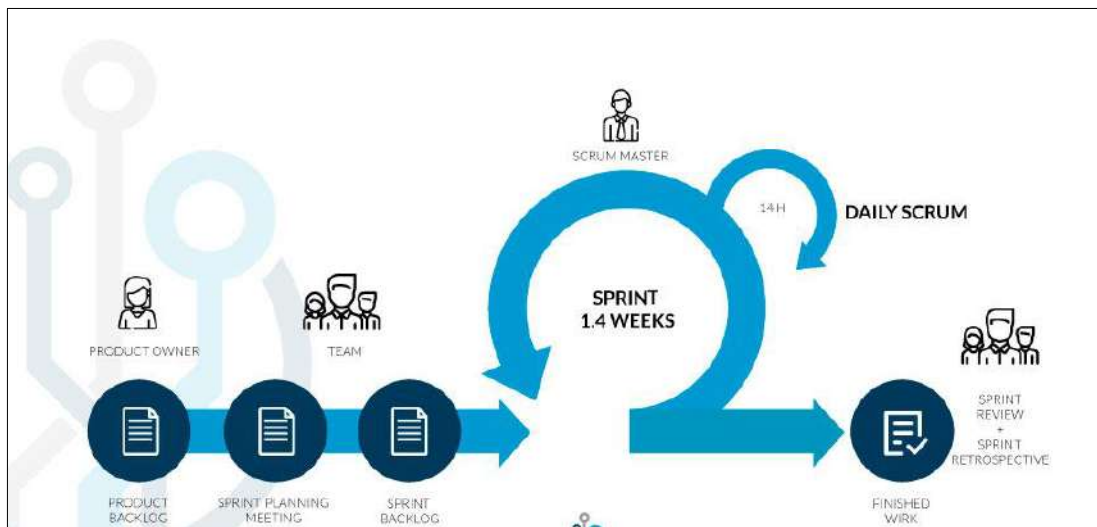 SCRUM MASTER
14H
DAILY SCRUM
SPRINT
1.4 WEEKS
PRODUCT OWNER
TEAM
SPRINT
REVIEW
+
SPRINT
RETROSPECTIVE
PRODUCT
BACKLOG
SPRINT PLANNING
MEETING
SPRINT
BACKLOG
FINISHED
WIRK